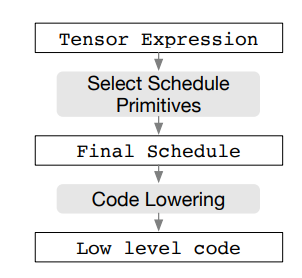 Tensor Expression
Select Schedule
Primitives
Final Schedule
Code Lowering
Low level code